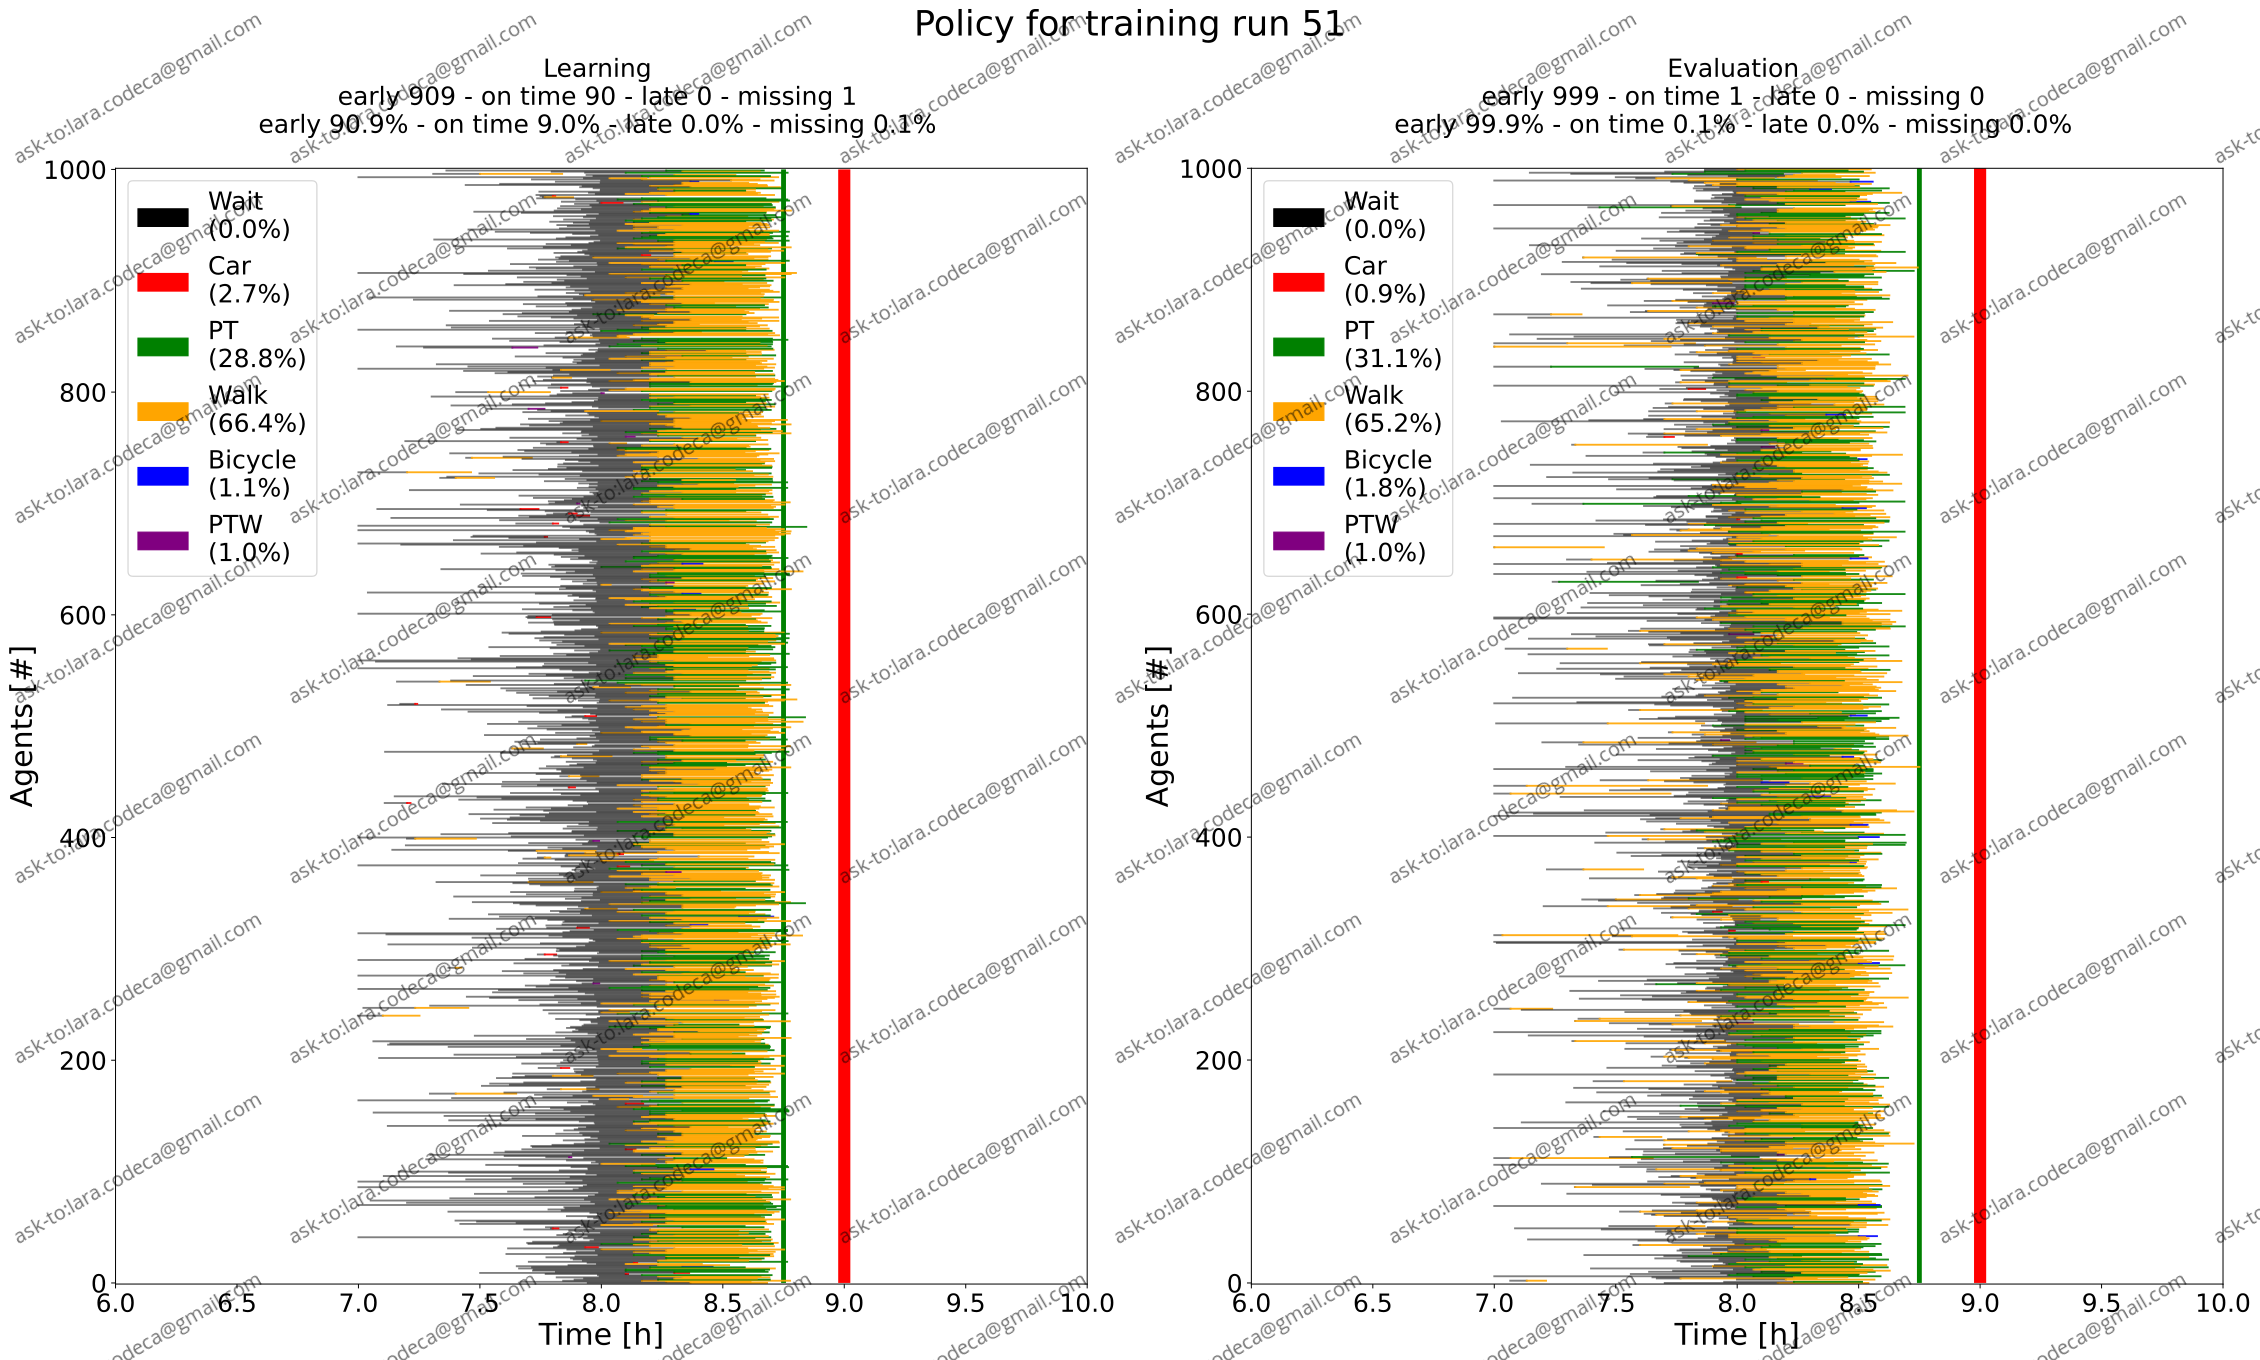 Policy for training run 51
Learning
early 909 - on time 90 - late 0 - missing 1
early 90.9% - on time 9.0% - late 0.0% - missing 0.1%
Agents [#]
1000
800
600
400
200
0
Wait
(0.0%)
Car
(2.7%)
PT
(28.8%)
Walk
(66.4%)
Bicycle
(1.1%)
PTW
(1.0%)
6.0 6.5 7.0 7.5 8.0 8.5 9.0 9.5 10.0
Time [h]
Evaluation
early 999 - on time 1 - late 0 - missing 0
early 99.9% - on time 0.1% - late 0.0% - missing 0.0%
Agents [#]
1000
800
600
400
200
0
Wait
(0.0%)
Car
(0.9%)
PT
(31.1%)
Walk
(65.2%)
Bicycle
(1.8%)
PTW
(1.0%)
6.0 6.5 7.0 7.5 8.0 8.5 9.0 9.5 10.0
Time [h]
ask-to:lara.codeca@gmail.com